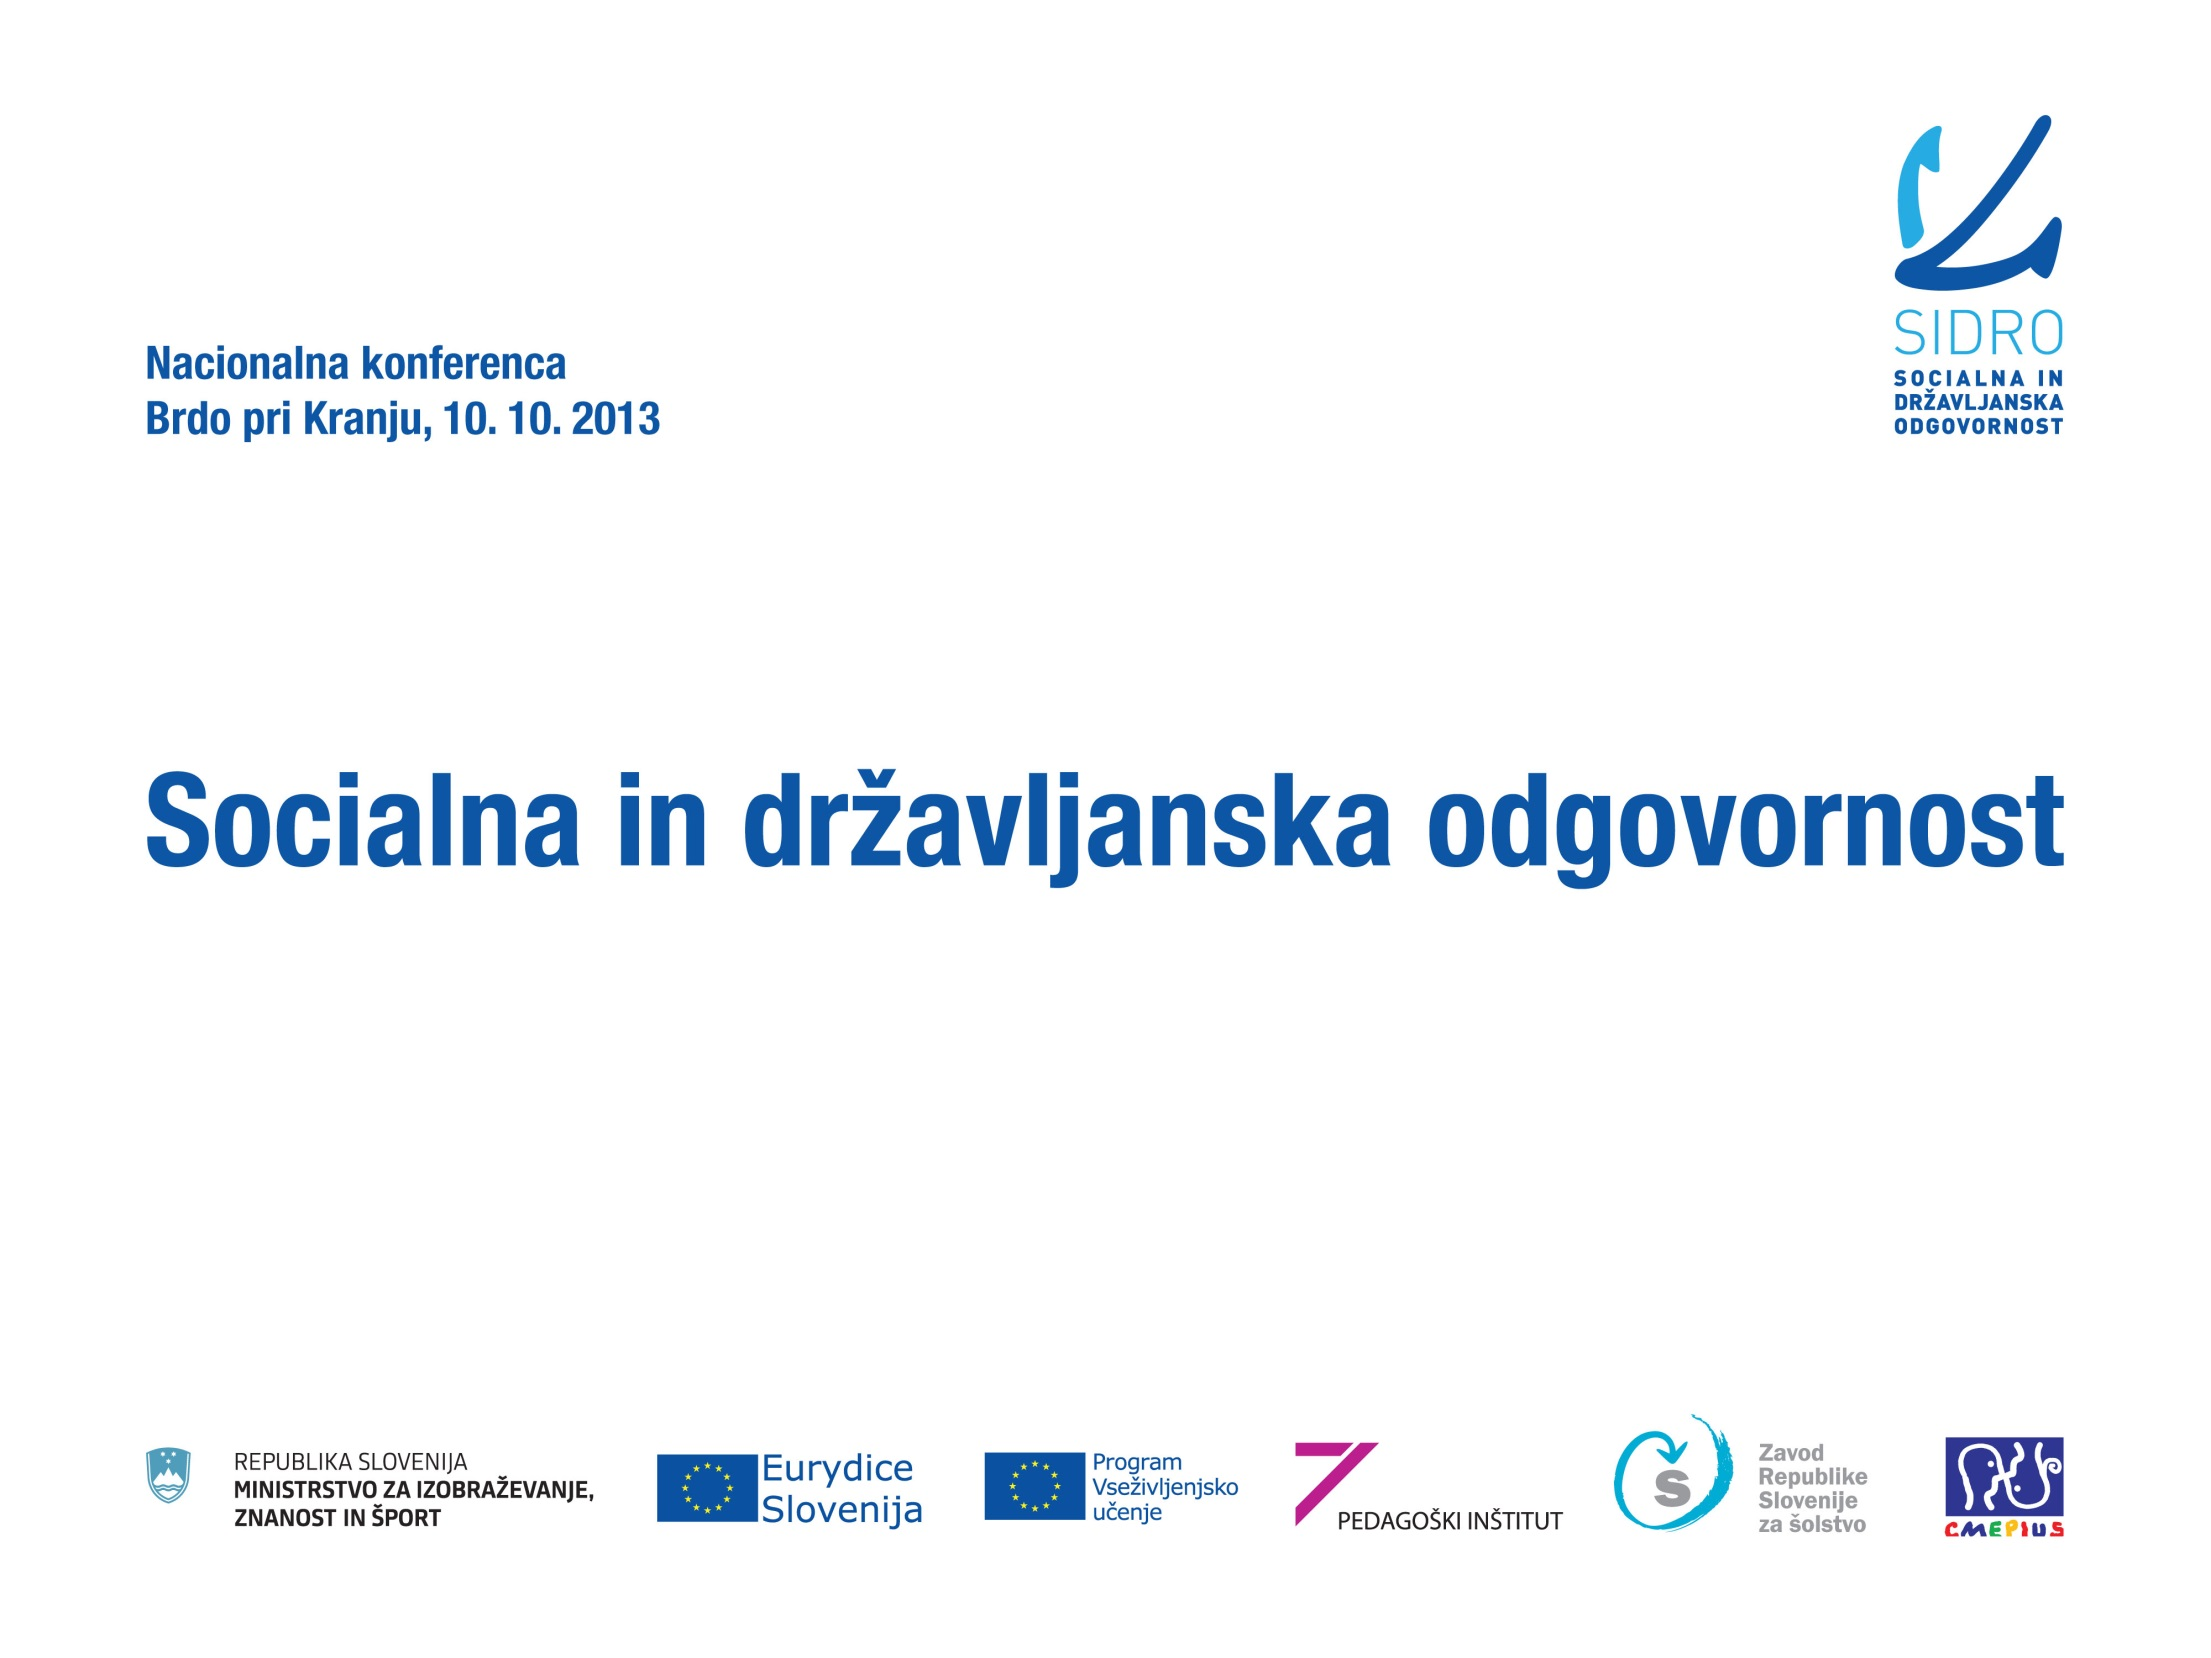 Nacionalna konferenca
Brdo pri Kranju, 10. 10. 2013
SIDRO
SOCIALNA IN
DRŽAVLJANSKA
ODGOVORNOST
Socialna in državljanska odgovornost
REPUBLIKA SLOVENIJA
MINISTRSTVO ZA IZOBRAŽEVANJE,
ZNANOST IN ŠPORT
Eurydice
Slovenija
Program
Vseživljenjsko
učenje
PEDAGOŠKI INŠTITUT
s
Zavod
Republike
Slovenije
za šolstvo
CMEPIUS